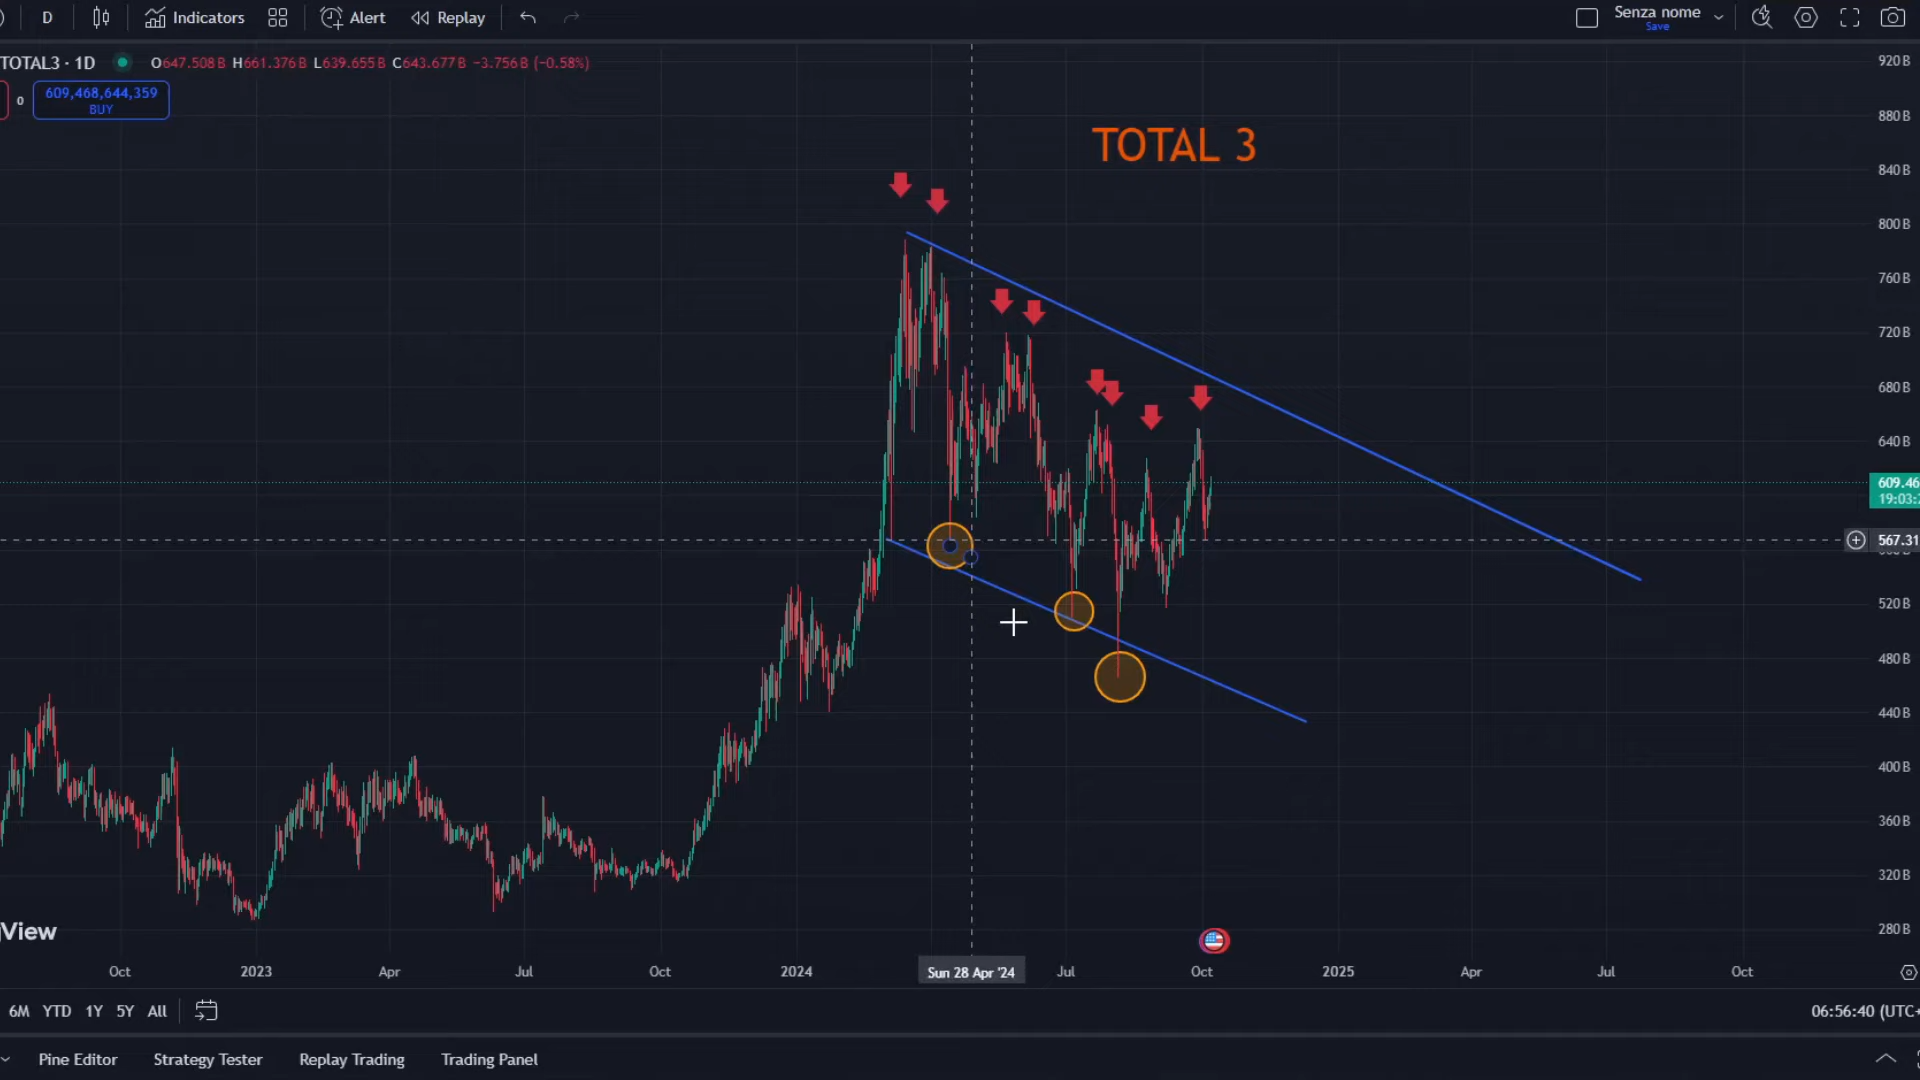 D Indicators Alert Replay Senza nome
Save
TOTAL3 · 1D O647.508B H661.376B L639.655B C643.677B −3.756B (−0.58%)
0 609,468,644,359
BUY
TOTAL 3
920B
880B
840B
800B
760B
720B
680B
640B
609.46
19:03:
567.31
520B
480B
440B
400B
360B
320B
280B
View
Oct 2023 Apr Jul Oct 2024 Sun 28 Apr '24 Jul Oct 2025 Apr Jul Oct
6M YTD 1Y 5Y All 06:56:40 (UTC+
Pine Editor Strategy Tester Replay Trading Trading Panel